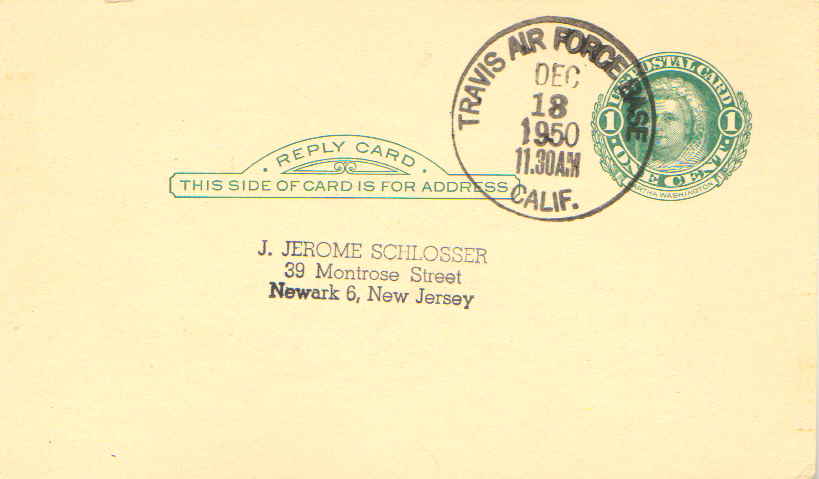 TRAVIS AIR FORCE BASE
DEC
18
1950
11.30AM
CALIF.
U.S. POSTAL CARD
1 1
ONE CENT
MARTHA WASHINGTON
REPLY CARD
THIS SIDE OF CARD IS FOR ADDRESS
J. JEROME SCHLOSSER
39 Montrose Street
Newark 6, New Jersey